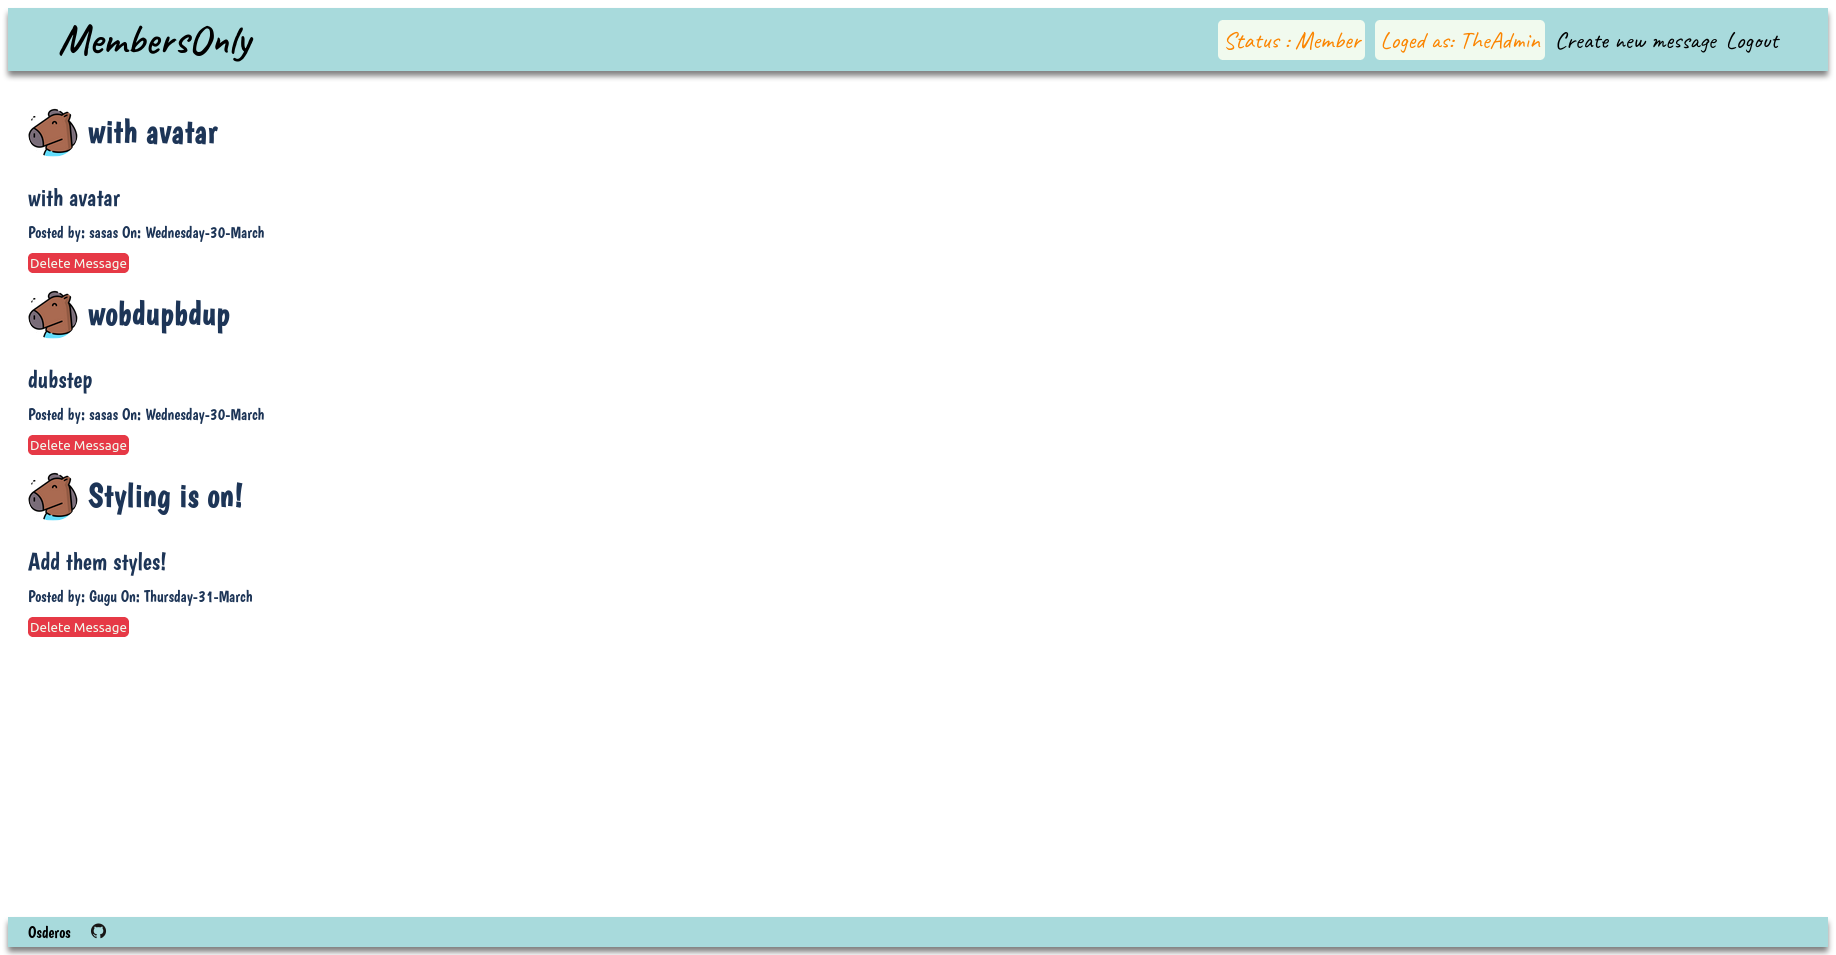 MembersOnly
Status : Member Loged as: TheAdmin Create new message Logout
with avatar
with avatar
Posted by: sasas On: Wednesday-30-March
Delete Message
wobdupbdup
dubstep
Posted by: sasas On: Wednesday-30-March
Delete Message
Styling is on!
Add them styles!
Posted by: Gugu On: Thursday-31-March
Delete Message
Osderos